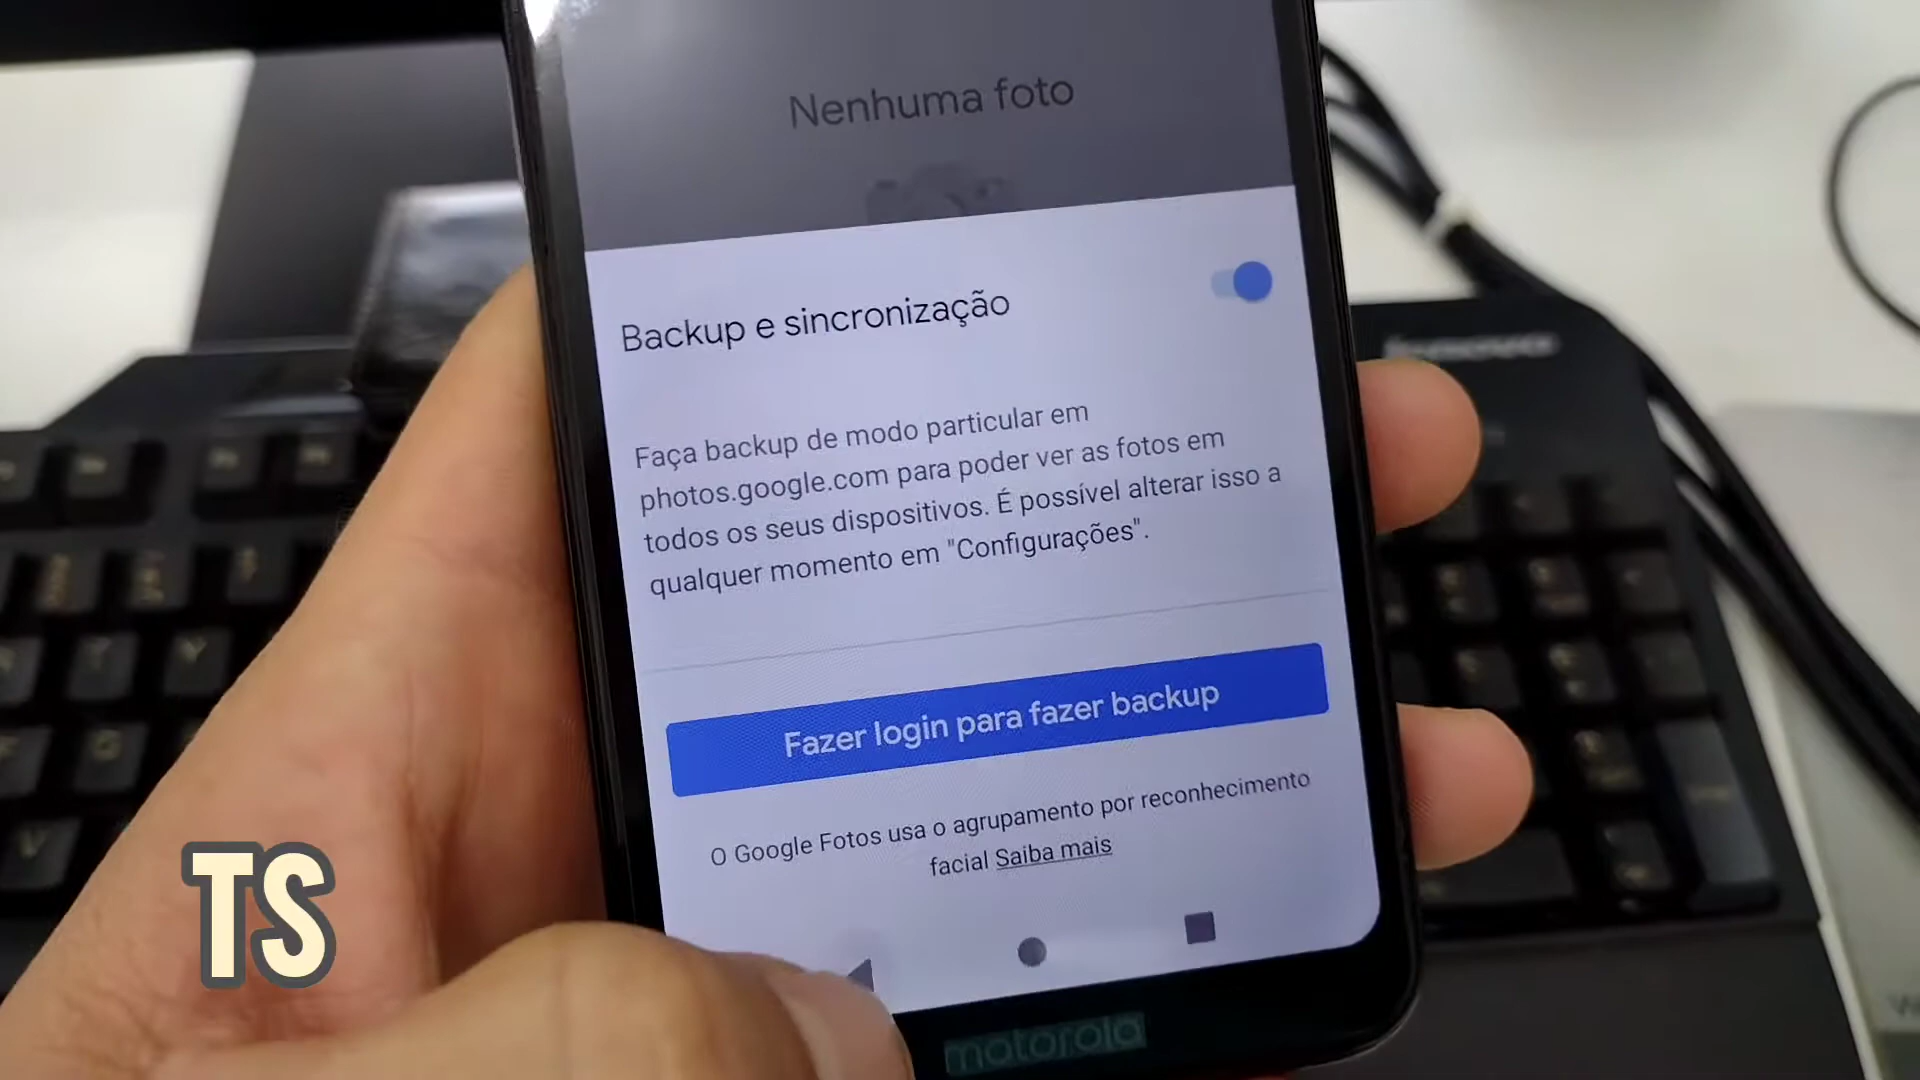 Nenhuma foto
Backup e sincronização
Faça backup de modo particular em
photos.google.com para poder ver as fotos em
todos os seus dispositivos. É possível alterar isso a
qualquer momento em "Configurações".
Fazer login para fazer backup
O Google Fotos usa o agrupamento por reconhecimento
facial Saiba mais
motorola
TS